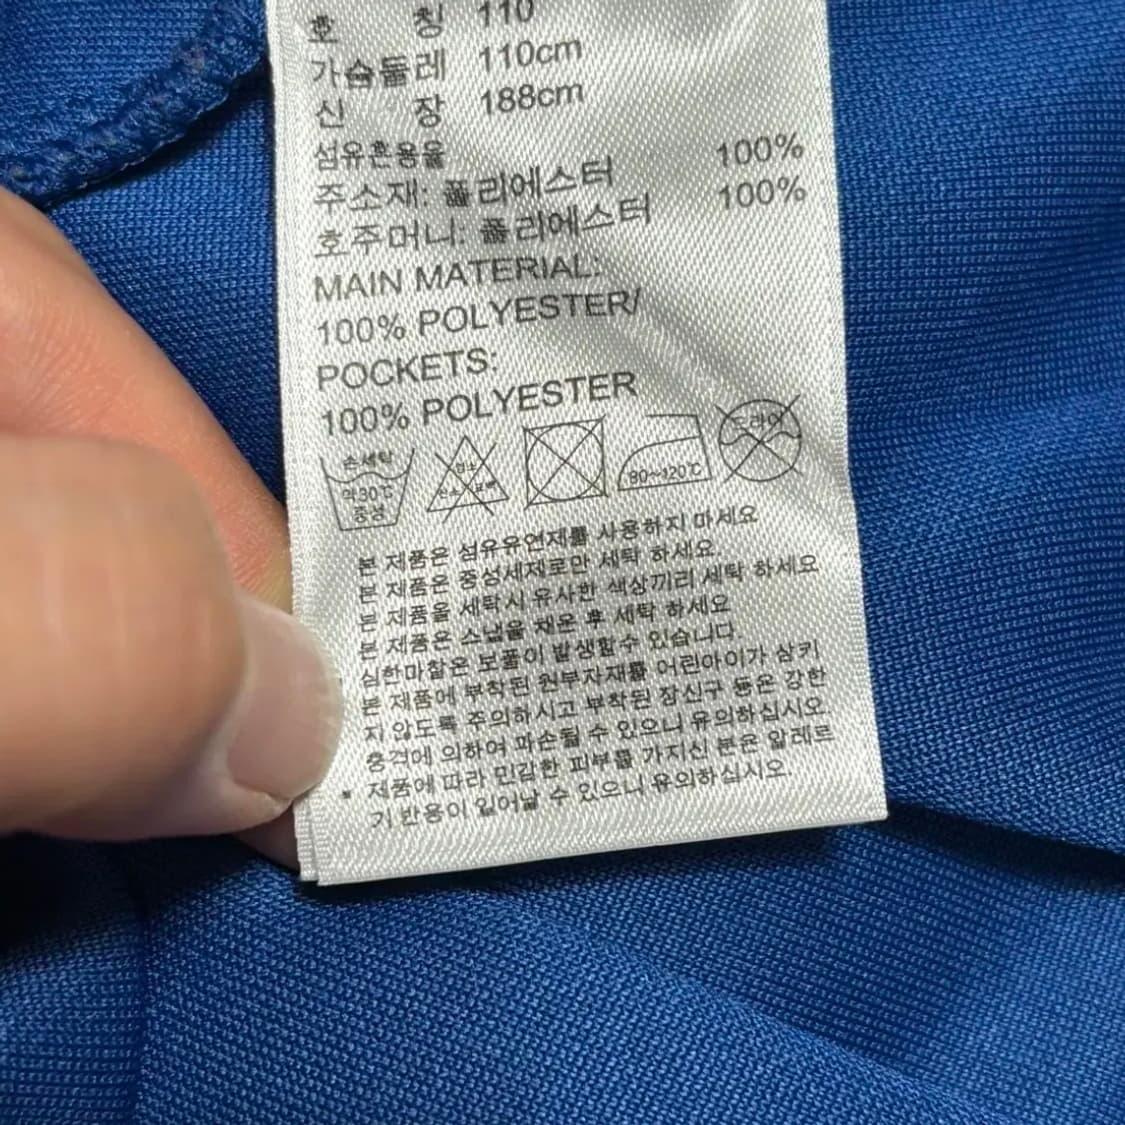 호 칭 110
가슴둘레 110cm
신 장 188cm
섬유혼용율
주소재: 폴리에스터 100%
호주머니: 폴리에스터 100%
MAIN MATERIAL:
100% POLYESTER/
POCKETS:
100% POLYESTER
손세탁
약30℃
중성
염소
드라이
80~120℃
본 제품은 섬유유연제를 사용하지 마세요
본 제품은 중성세제로만 세탁 하세요.
본 제품을 세탁시 유사한 색상끼리 세탁 하세요
본 제품은 스냅을 채운 후 세탁 하세요
심한마찰은 보풀이 발생할수 있습니다.
본 제품에 부착된 원부자재를 어린아이가 삼키
지 않도록 주의하시고 부착된 장신구 등은 강한
충격에 의하여 파손될 수 있으니 유의하십시오
* 제품에 따라 민감한 피부를 가지신 분은 알레르
기 반응이 일어날 수 있으니 유의하십시오.